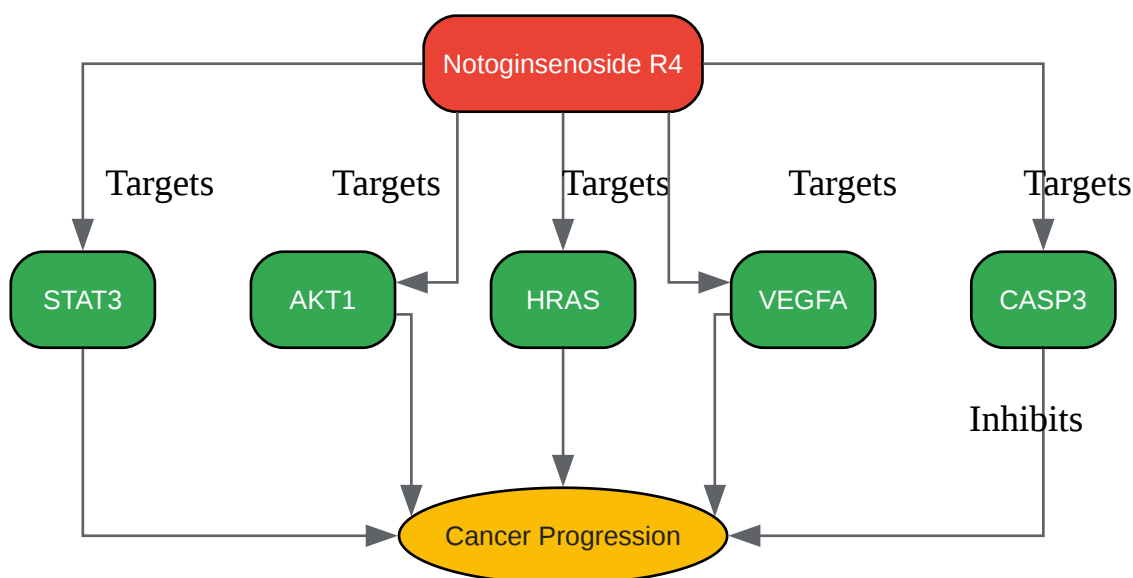 Notoginsenoside R4
Targets
Targets
Targets
Targets
Targets
STAT3
AKT1
HRAS
VEGFA
CASP3
Inhibits
Cancer Progression